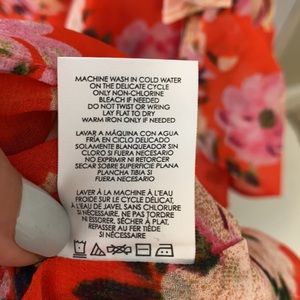 MACHINE WASH IN COLD WATER
ON THE DELICATE CYCLE
ONLY NON-CHLORINE
BLEACH IF NEEDED
DO NOT TWIST OR WRING
LAY FLAT TO DRY
WARM IRON ONLY IF NEEDED
LAVAR A MÁQUINA CON AGUA
FRÍA EN CICLO DELICADO
SOLAMENTE BLANQUEADOR SIN
CLORO SI FUERA NECESARIO
NO EXPRIMIR NI RETORCER
SECAR SOBRE SUPERFICIE PLANA
PLANCHA TIBIA SI
FUERA NECESARIO
LAVER À LA MACHINE À L'EAU
FROIDE SUR LE CYCLE DÉLICAT,
L'EAU DE JAVEL SANS CHLORURE
SI NÉCESSAIRE, NE PAS TORDRE
NI ESSORER, SÉCHER À PLAT,
REPASSER AU FER TIÈDE
SI NÉCESSAIRE